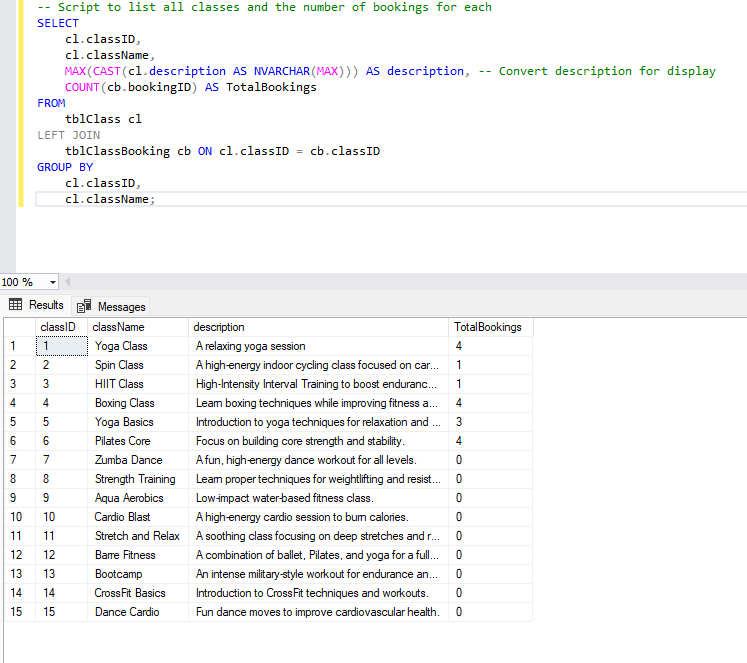 -- Script to list all classes and the number of bookings for each
SELECT
cl.classID,
cl.className,
MAX(CAST(cl.description AS NVARCHAR(MAX))) AS description, -- Convert description for display
COUNT(cb.bookingID) AS TotalBookings
FROM
tblClass cl
LEFT JOIN
tblClassBooking cb ON cl.classID = cb.classID
GROUP BY
cl.classID,
cl.className;
100 %
Results Messages
classID className description TotalBookings
1 1 Yoga Class A relaxing yoga session 4
2 2 Spin Class A high-energy indoor cycling class focused on car... 1
3 3 HIIT Class High-Intensity Interval Training to boost enduranc... 1
4 4 Boxing Class Learn boxing techniques while improving fitness a... 4
5 5 Yoga Basics Introduction to yoga techniques for relaxation and ... 3
6 6 Pilates Core Focus on building core strength and stability. 4
7 7 Zumba Dance A fun, high-energy dance workout for all levels. 0
8 8 Strength Training Learn proper techniques for weightlifting and resist... 0
9 9 Aqua Aerobics Low-impact water-based fitness class. 0
10 10 Cardio Blast A high-energy cardio session to burn calories. 0
11 11 Stretch and Relax A soothing class focusing on deep stretches and r... 0
12 12 Barre Fitness A combination of ballet, Pilates, and yoga for a full... 0
13 13 Bootcamp An intense military-style workout for endurance an... 0
14 14 CrossFit Basics Introduction to CrossFit techniques and workouts. 0
15 15 Dance Cardio Fun dance moves to improve cardiovascular health. 0